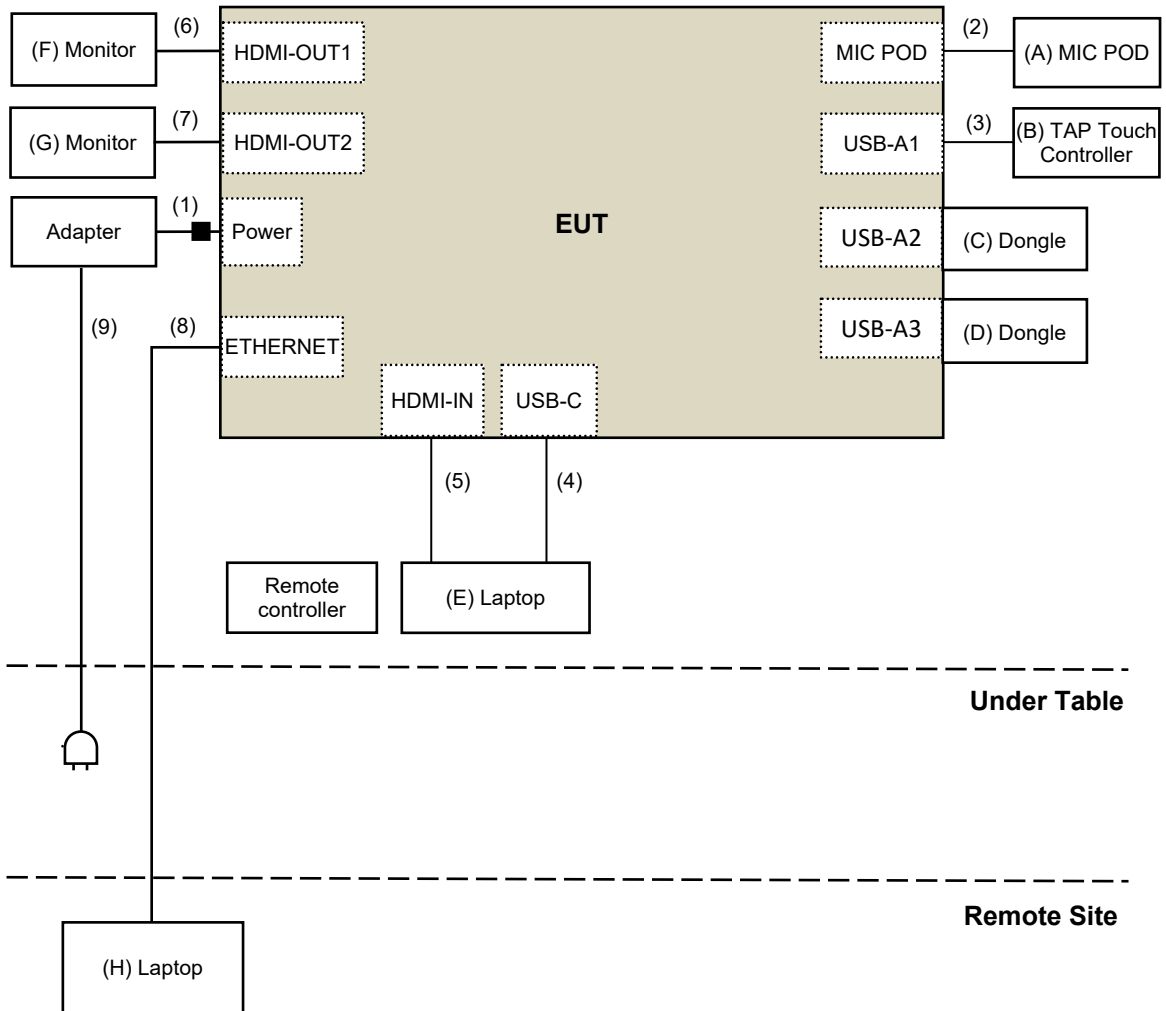 (6)
(F) Monitor
HDMI-OUT1
MIC POD
(2)
(A) MIC POD
(7)
(G) Monitor
HDMI-OUT2
USB-A1
(3)
(B) TAP Touch
Controller
(1)
Adapter
Power
EUT
USB-A2
(C) Dongle
(9)
(8)
ETHERNET
USB-A3
(D) Dongle
HDMI-IN
USB-C
(5)
(4)
Remote
controller
(E) Laptop
Under Table
Remote Site
(H) Laptop